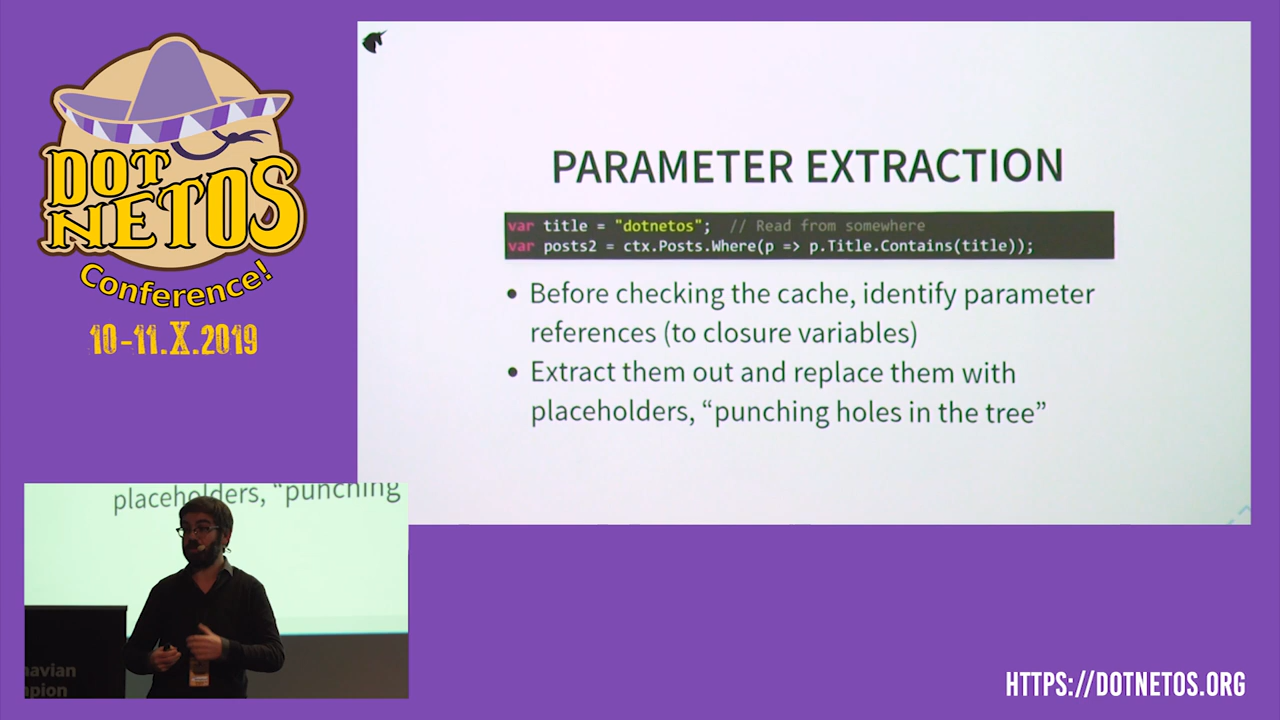 DOT
NETOS
Conference!
10-11.X.2019
PARAMETER EXTRACTION
var title = "dotnetos"; // Read from somewhere
var posts2 = ctx.Posts.Where(p => p.Title.Contains(title));
• Before checking the cache, identify parameter
references (to closure variables)
• Extract them out and replace them with
placeholders, “punching holes in the tree”
placeholders, “punching
HTTPS://DOTNETOS.ORG